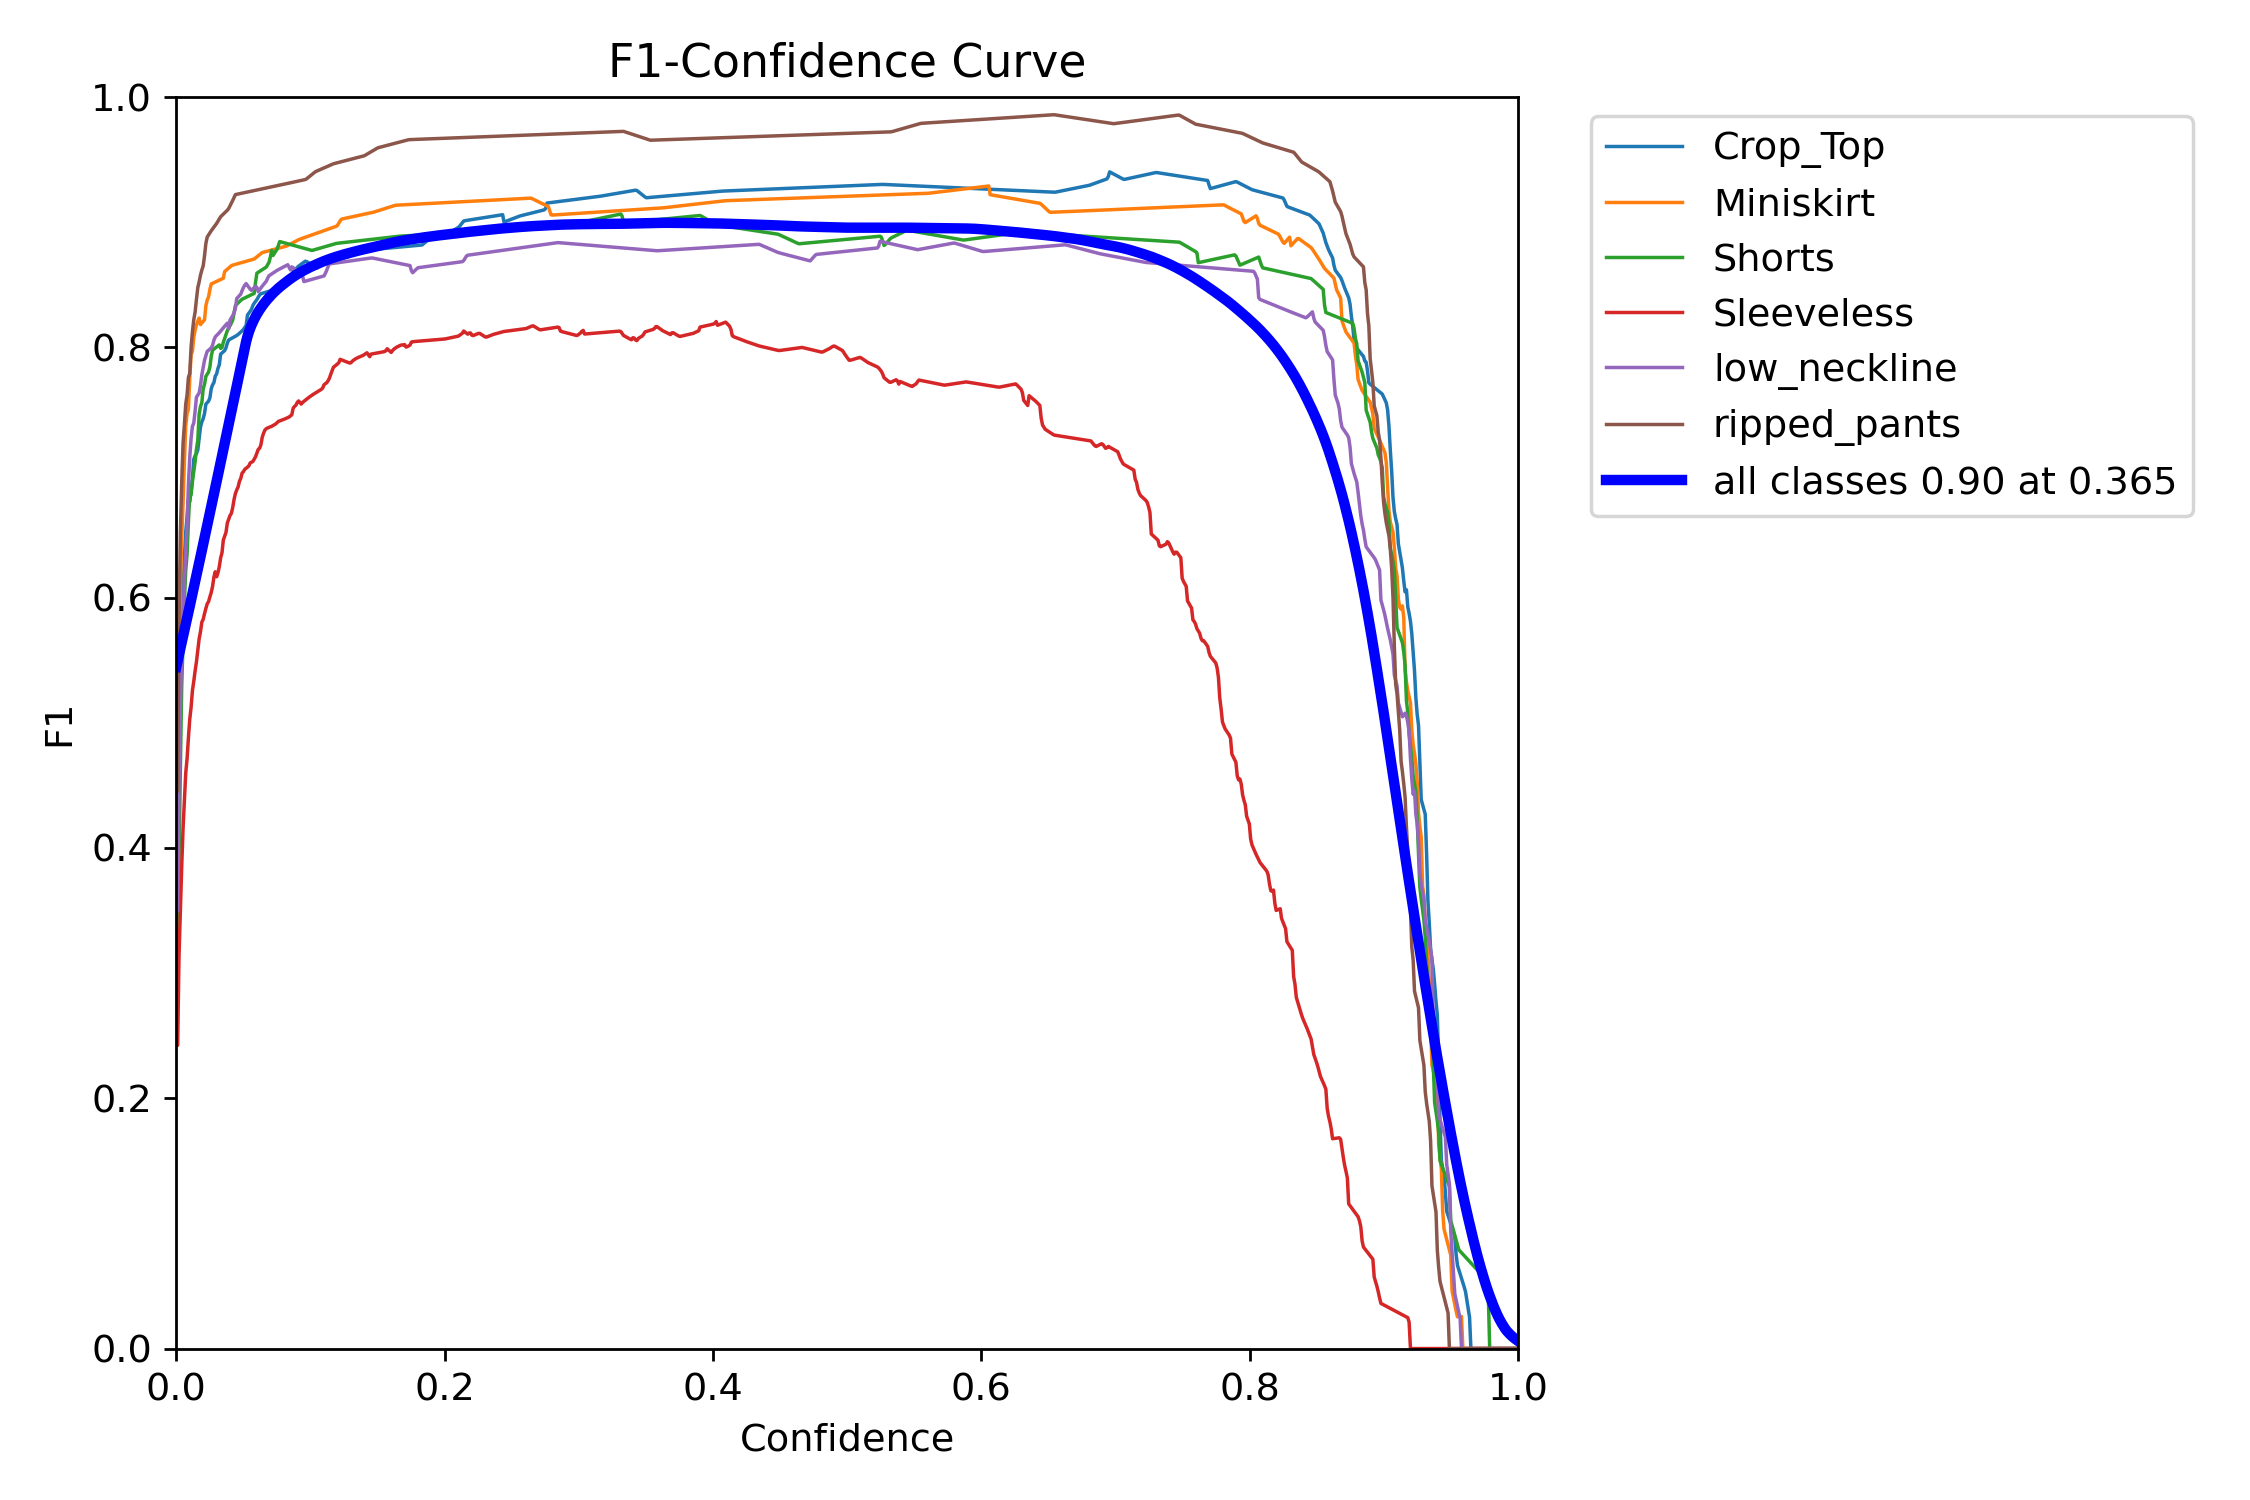 F1-Confidence Curve
1.0
0.8
0.6
0.4
0.2
0.0
F1
0.0 0.2 0.4 0.6 0.8 1.0
Confidence
Crop_Top
Miniskirt
Shorts
Sleeveless
low_neckline
ripped_pants
all classes 0.90 at 0.365